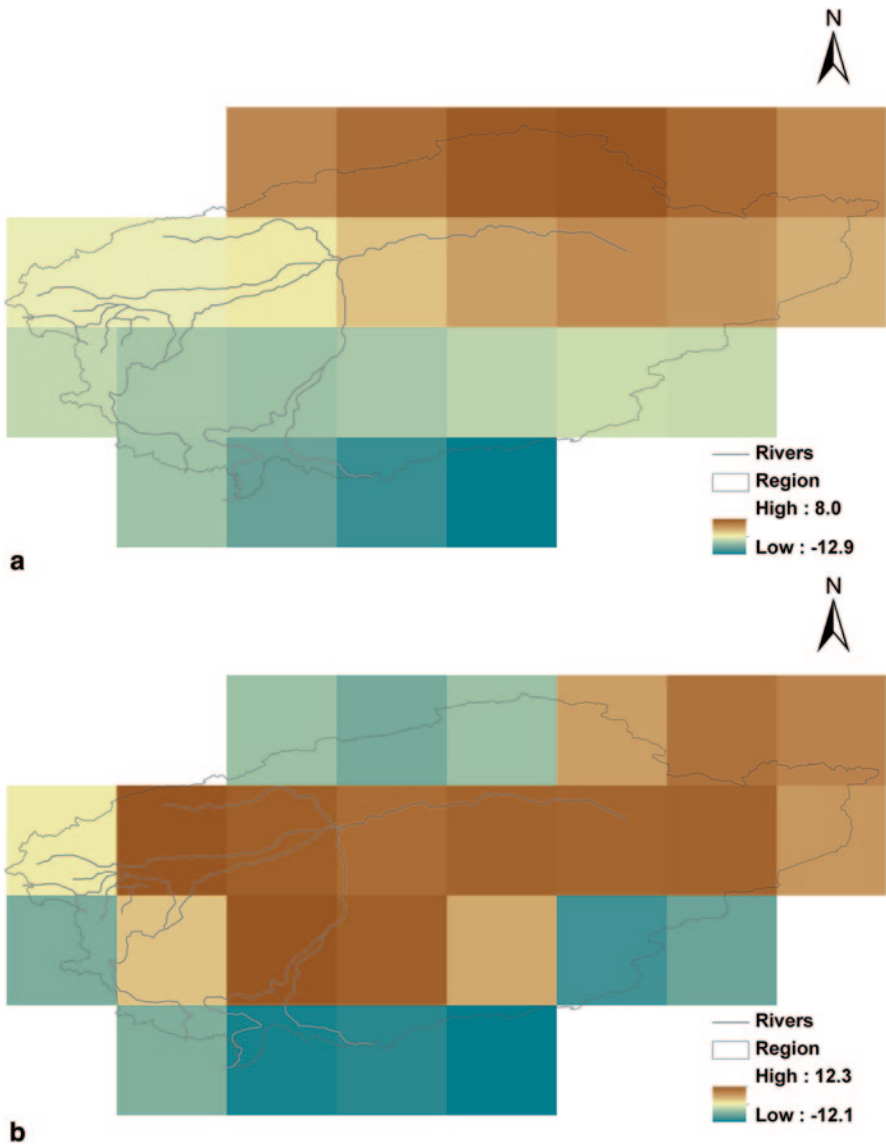 N
Rivers
Region
High : 8.0
Low : -12.9
a
N
Rivers
Region
High : 12.3
Low : -12.1
b